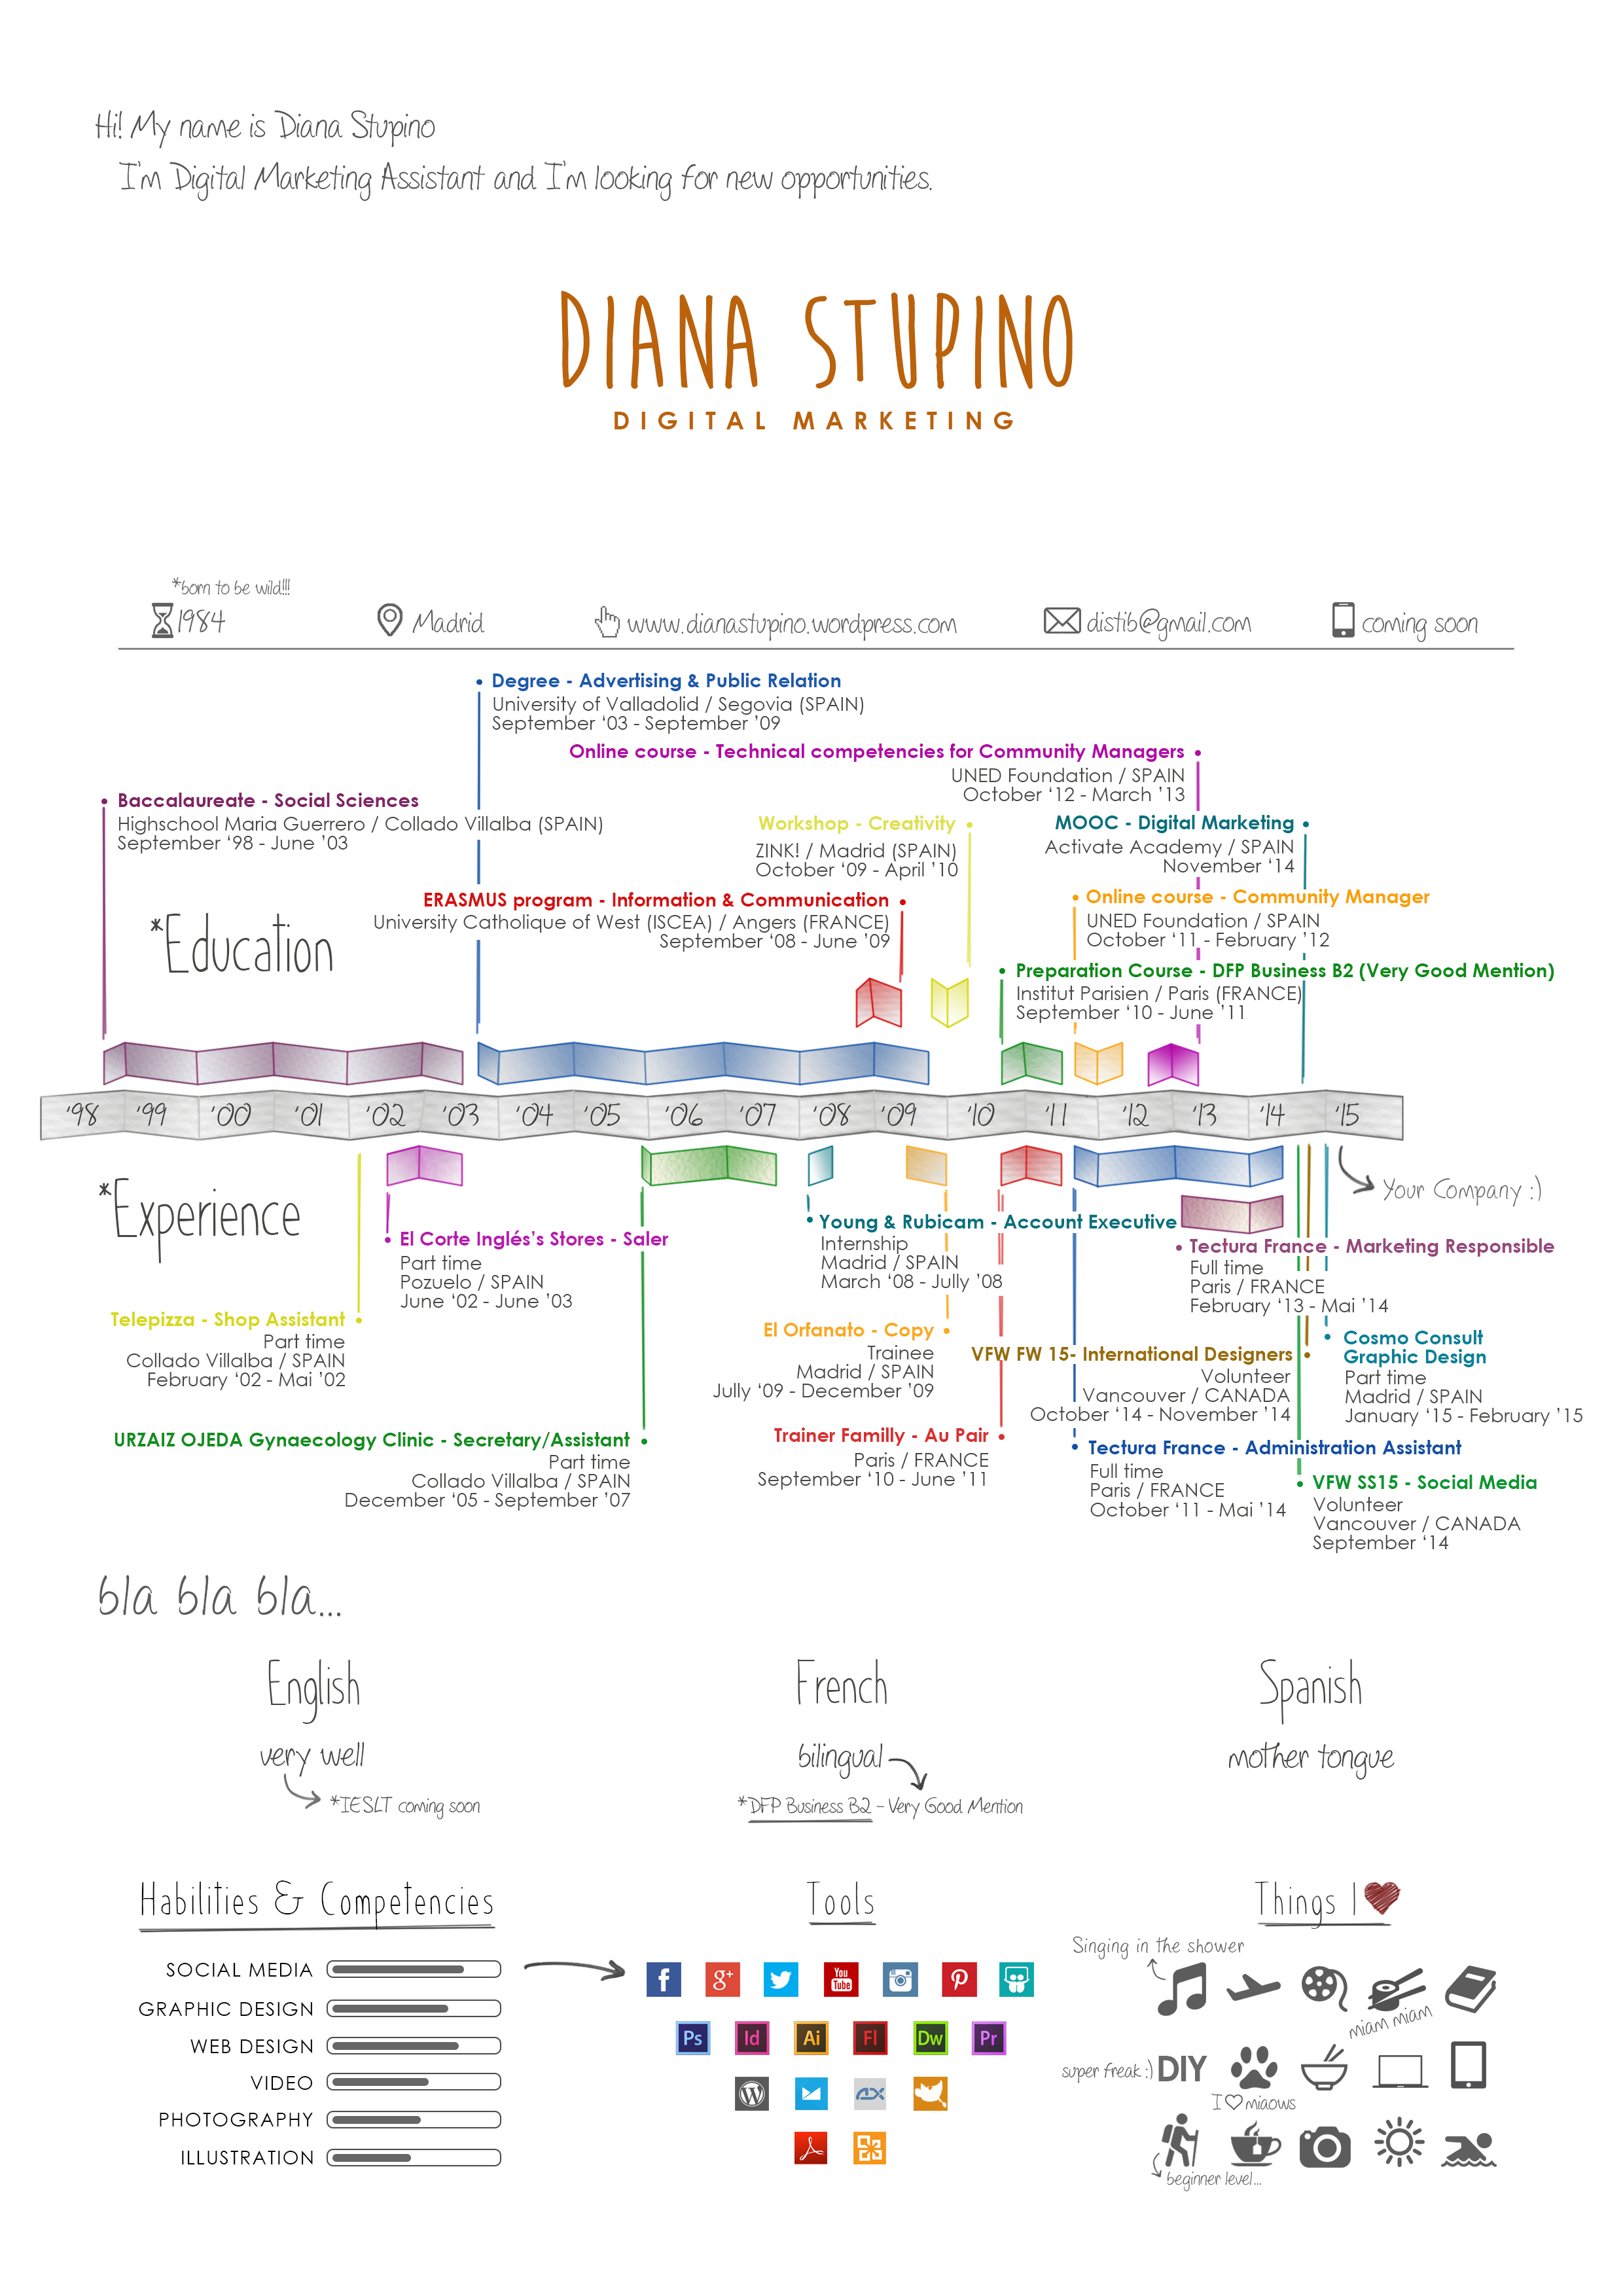 Hi! My name is Diana Stupino
I'm Digital Marketing Assistant and I'm looking for new opportunities.
DIANA STUPINO
DIGITAL MARKETING
*born to be wild!!!
1984
Madrid
www.dianastupino.wordpress.com
distib@gmail.com
coming soon
Degree - Advertising & Public Relation
University of Valladolid / Segovia (SPAIN)
September ‘03 - September ’09
Online course - Technical competencies for Community Managers
UNED Foundation / SPAIN
October ‘12 - March ’13
Baccalaureate - Social Sciences
Highschool Maria Guerrero / Collado Villalba (SPAIN)
September ‘98 - June ’03
Workshop - Creativity
ZINK! / Madrid (SPAIN)
October ‘09 - April ’10
MOOC - Digital Marketing
Activate Academy / SPAIN
November ‘14
ERASMUS program - Information & Communication
University Catholique of West (ISCEA) / Angers (FRANCE)
September ‘08 - June ’09
Online course - Community Manager
UNED Foundation / SPAIN
October ‘11 - February ’12
*Education
Preparation Course - DFP Business B2 (Very Good Mention)
Institut Parisien / Paris (FRANCE)
September ‘10 - June ’11
‘98 ‘99 ‘00 ‘01 ‘02 ‘03 ‘04 ‘05 ‘06 ‘07 ‘08 ‘09 ‘10 ‘11 ‘12 ‘13 ‘14 ‘15
*Experience
Your Company :)
El Corte Inglés’s Stores - Saler
Part time
Pozuelo / SPAIN
June ‘02 - June ’03
Young & Rubicam - Account Executive
Internship
Madrid / SPAIN
March ‘08 - Jully ’08
Tectura France - Marketing Responsible
Full time
Paris / FRANCE
February ‘13 - Mai ’14
Telepizza - Shop Assistant
Part time
Collado Villalba / SPAIN
February ‘02 - Mai ’02
El Orfanato - Copy
Trainee
Madrid / SPAIN
Jully ‘09 - December ’09
VFW FW 15- International Designers
Volunteer
Vancouver / CANADA
October ‘14 - November ’14
Cosmo Consult
Graphic Design
Part time
Madrid / SPAIN
January ‘15 - February ’15
URZAIZ OJEDA Gynaecology Clinic - Secretary/Assistant
Part time
Collado Villalba / SPAIN
December ‘05 - September ’07
Trainer Familly - Au Pair
Paris / FRANCE
September ‘10 - June ’11
Tectura France - Administration Assistant
Full time
Paris / FRANCE
October ‘11 - Mai ’14
VFW SS15 - Social Media
Volunteer
Vancouver / CANADA
September ‘14
bla bla bla...
English
very well
*IESLT coming soon
French
bilingual
*DFP Business B2 - Very Good Mention
Spanish
mother tongue
Habilities & Competencies
SOCIAL MEDIA
GRAPHIC DESIGN
WEB DESIGN
VIDEO
PHOTOGRAPHY
ILLUSTRATION
Tools
f g+ You Tube
Ps Id Ai Fl Dw Pr
Things I
Singing in the shower
miam miam
super freak :) DIY
I ♡ miaows
beginner level...